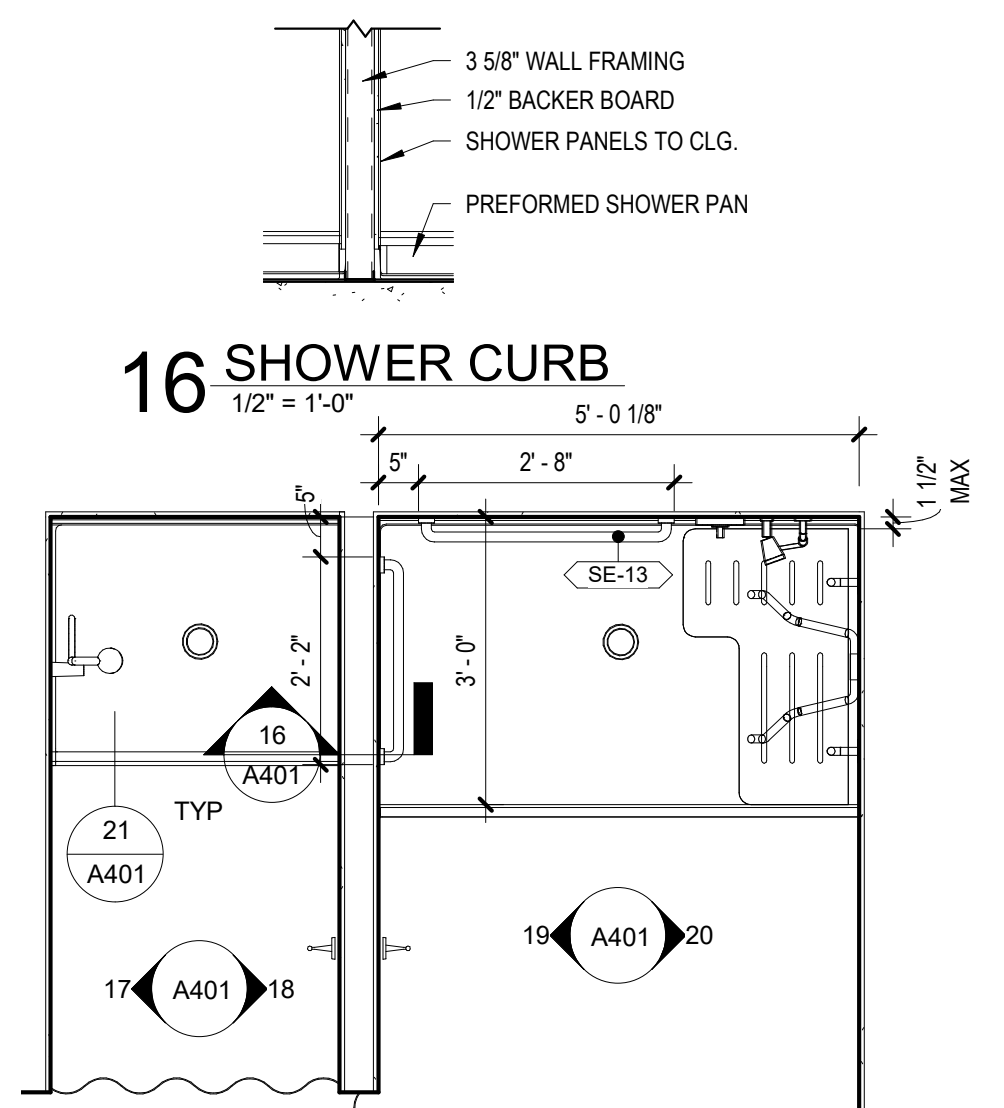 3 5/8" WALL FRAMING
1/2" BACKER BOARD
SHOWER PANELS TO CLG.
PREFORMED SHOWER PAN
16 SHOWER CURB
1/2" = 1'-0"
5' - 0 1/8"
5"
2' - 8"
1 1/2"
MAX
5"
SE-13
2' - 2"
3' - 0"
16
A401
TYP
21
A401
19
A401
20
17
A401
18